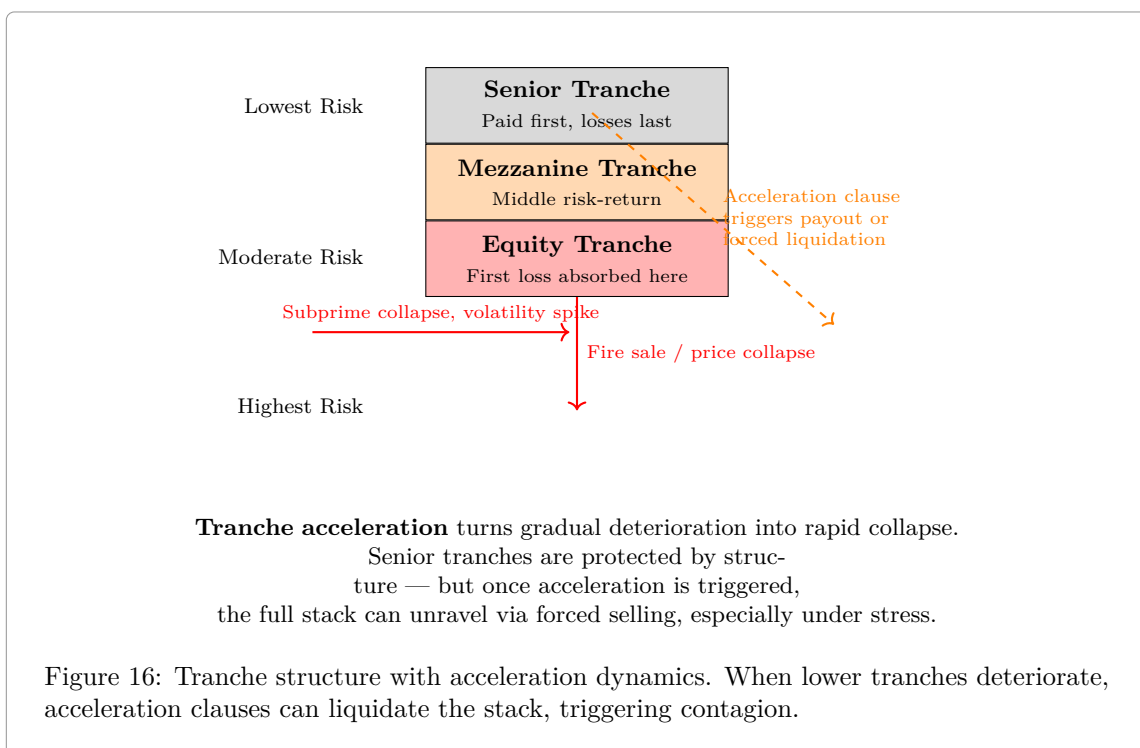 Lowest Risk
Senior Tranche
Paid first, losses last
Mezzanine Tranche
Middle risk-return
Acceleration clause
triggers payout or
forced liquidation
Moderate Risk
Equity Tranche
First loss absorbed here
Subprime collapse, volatility spike
Fire sale / price collapse
Highest Risk
Tranche acceleration turns gradual deterioration into rapid collapse.
Senior tranches are protected by struc-
ture — but once acceleration is triggered,
the full stack can unravel via forced selling, especially under stress.
Figure 16: Tranche structure with acceleration dynamics. When lower tranches deteriorate,
acceleration clauses can liquidate the stack, triggering contagion.